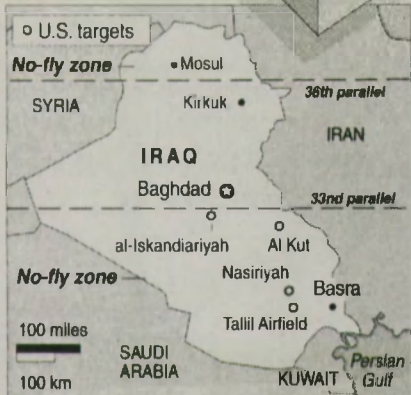 U.S. targets
No-fly zone
Mosul
36th parallel
SYRIA
Kirkuk
IRAN
IRAQ
Baghdad
33nd parallel
al-Iskandiariyah
Al Kut
No-fly zone
Nasiriyah
Basra
Tallil Airfield
100 miles
100 km
SAUDI
ARABIA
KUWAIT
Persian
Gulf